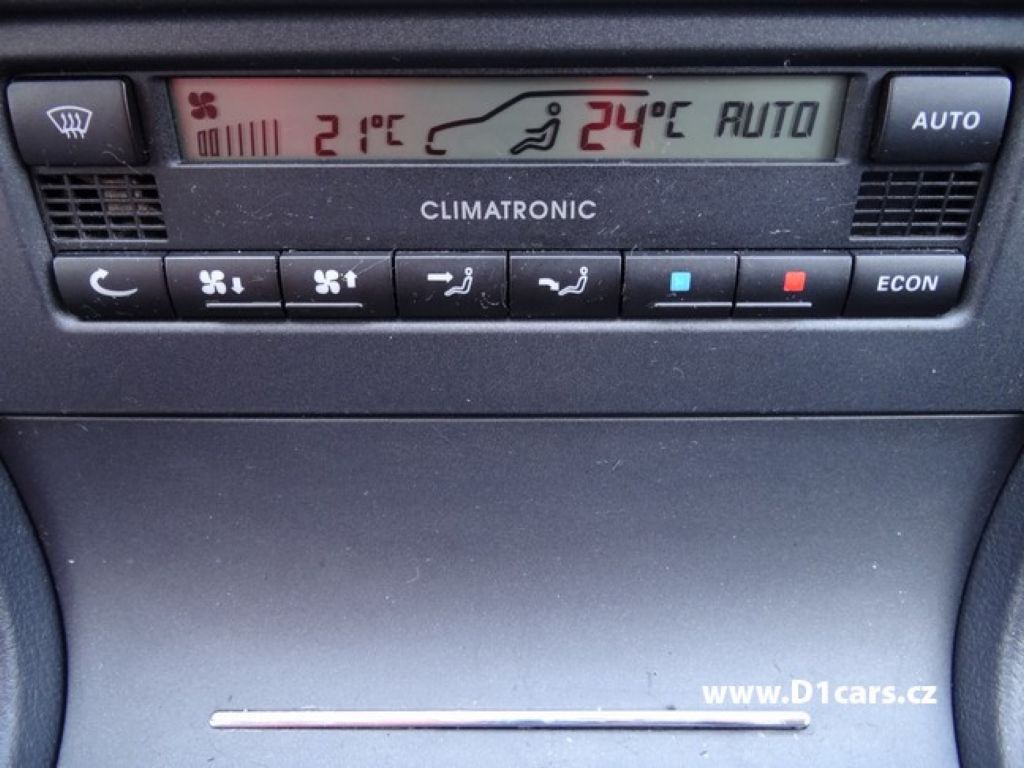 21°C 24°C AUTO
AUTO
CLIMATRONIC
ECON
www.D1cars.cz